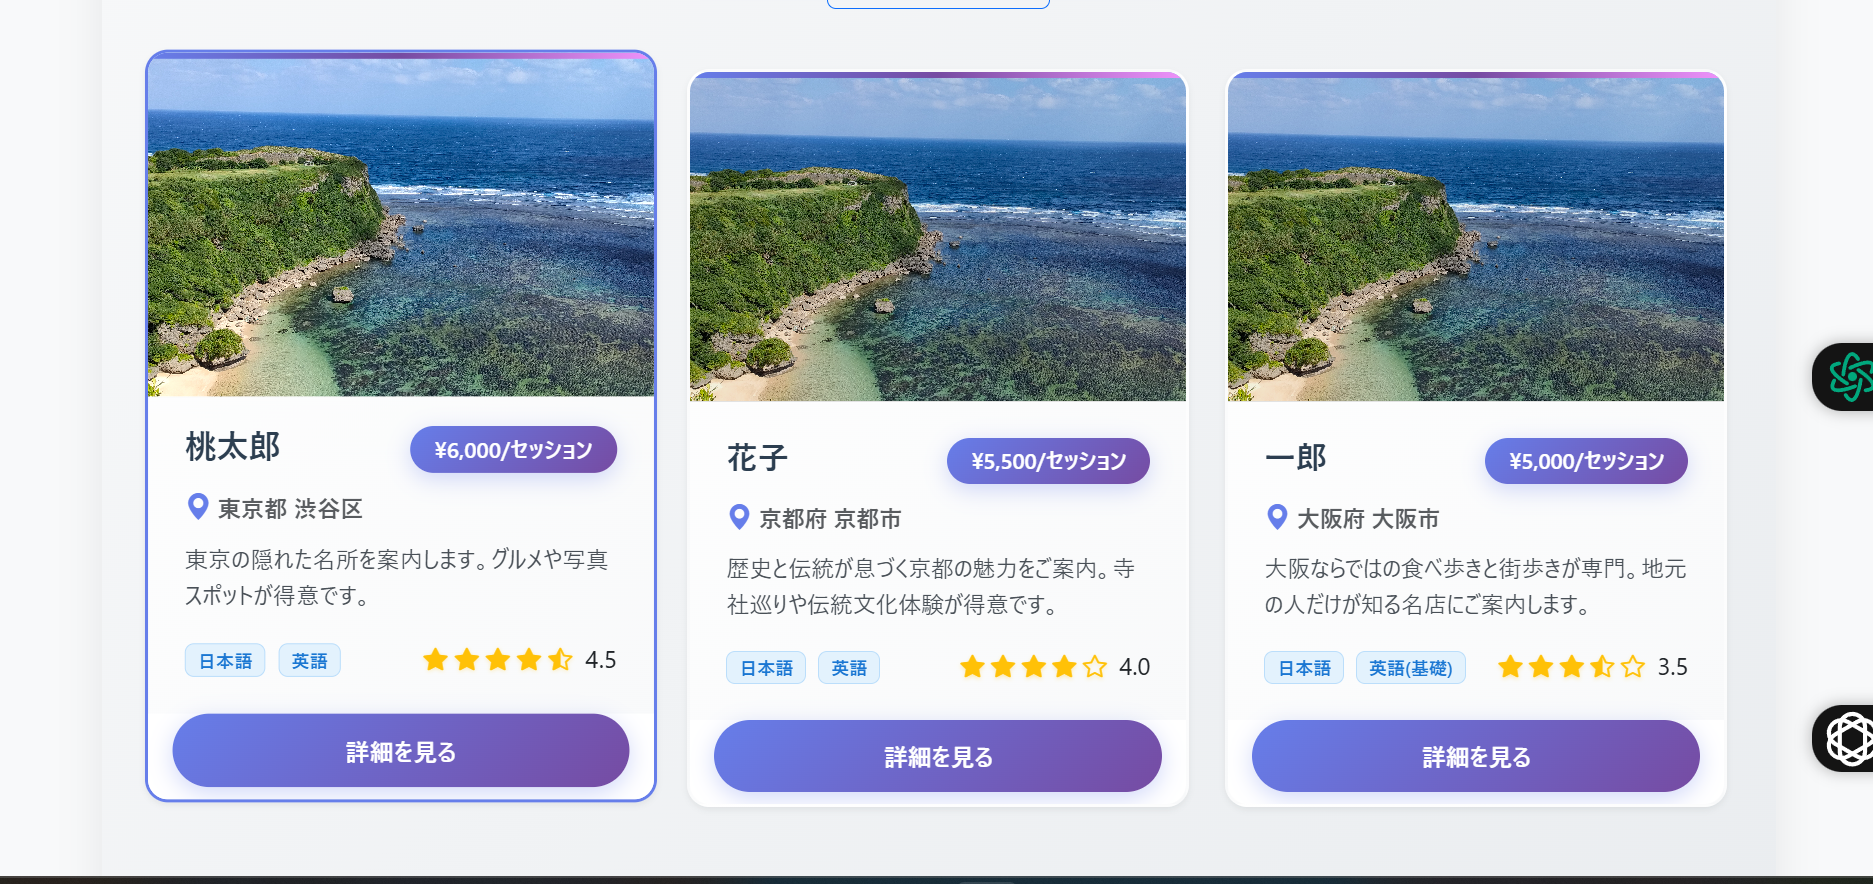 桃太郎
¥6,000/セッション
東京都 渋谷区
東京の隠れた名所を案内します。グルメや写真
スポットが得意です。
日本語
英語
4.5
詳細を見る
花子
¥5,500/セッション
京都府 京都市
歴史と伝統が息づく京都の魅力をご案内。寺
社巡りや伝統文化体験が得意です。
日本語
英語
4.0
詳細を見る
一郎
¥5,000/セッション
大阪府 大阪市
大阪ならではの食べ歩きと街歩きが専門。地元
の人だけが知る名店にご案内します。
日本語
英語(基礎)
3.5
詳細を見る